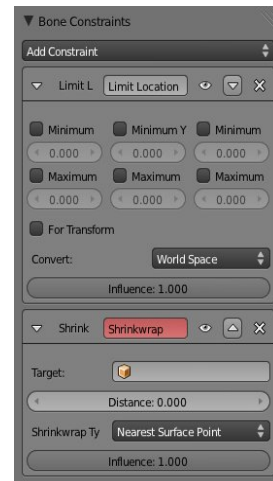 Bone Constraints
Add Constraint
Limit L Limit Location
Minimum Minimum Y Minimum
0.000 0.000 0.000
Maximum Maximum Maximum
0.000 0.000 0.000
For Transform
Convert: World Space
Influence: 1.000
Shrink Shrinkwrap
Target:
Distance: 0.000
Shrinkwrap Ty Nearest Surface Point
Influence: 1.000